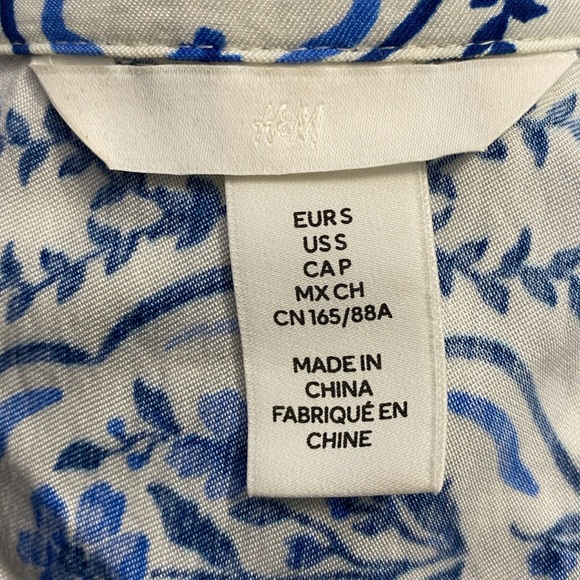 H&M
EUR S
US S
CA P
MX CH
CN 165/88A
MADE IN
CHINA
FABRIQUÉ EN
CHINE